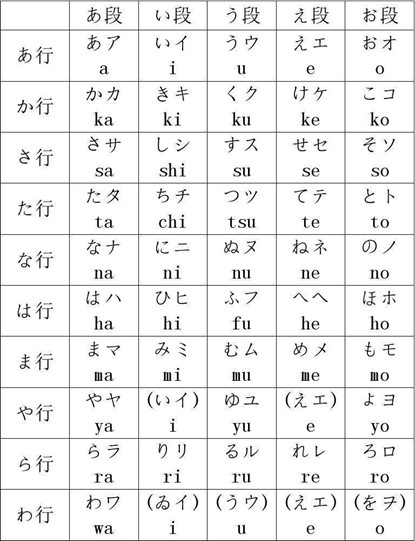 あ段 い段 う段 え段 お段
あ行 あア いイ うウ えエ おオ
a i u e o
か行 かカ きキ くク けケ こコ
ka ki ku ke ko
さ行 さサ しシ すス せセ そソ
sa shi su se so
た行 たタ ちチ つツ てテ とト
ta chi tsu te to
な行 なナ にニ ぬヌ ねネ のノ
na ni nu ne no
は行 はハ ひヒ ふフ へヘ ほホ
ha hi fu he ho
ま行 まマ みミ むム めメ もモ
ma mi mu me mo
や行 やヤ (いイ) ゆユ (えエ) よヨ
ya i yu e yo
ら行 らラ りリ るル れレ ろロ
ra ri ru re ro
わ行 わワ (ゐイ) (うウ) (えエ) (をヲ)
wa i u e o